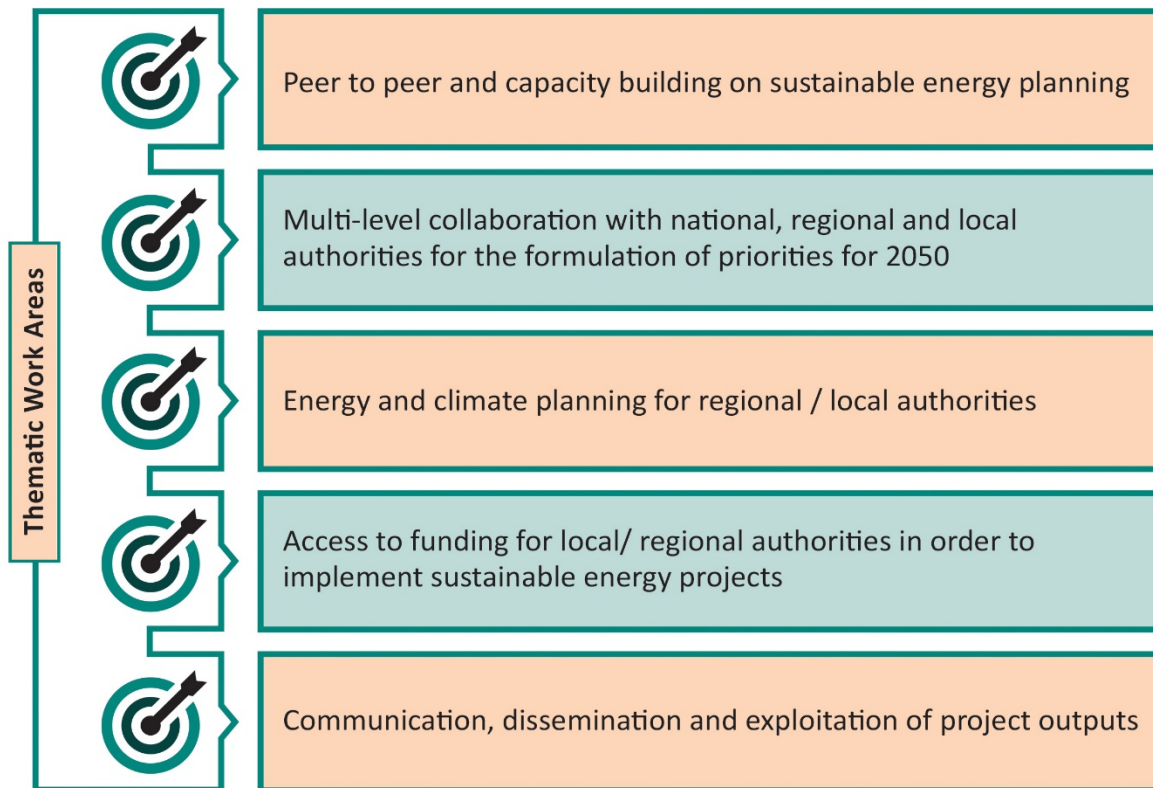 Thematic Work Areas
Peer to peer and capacity building on sustainable energy planning
Multi-level collaboration with national, regional and local
authorities for the formulation of priorities for 2050
Energy and climate planning for regional / local authorities
Access to funding for local/ regional authorities in order to
implement sustainable energy projects
Communication, dissemination and exploitation of project outputs